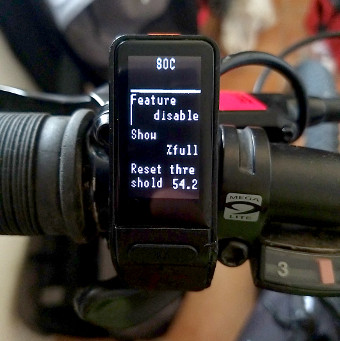 SOC
Feature
disable
Show
%full
Reset thre
shold 54.2
MEGA
LITE
3